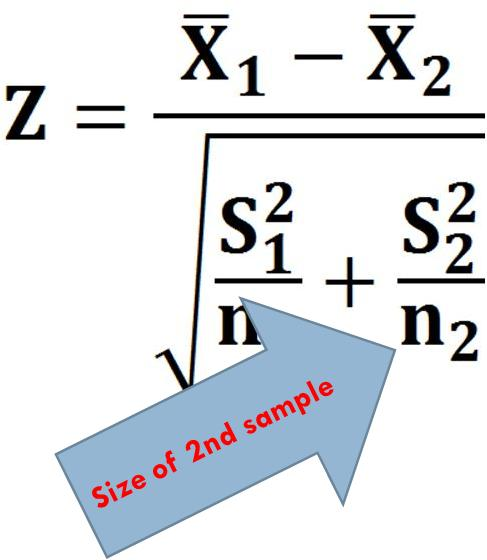 Z = (X̅₁ − X̅₂) / √(S₁²/n + S₂²/n₂)
Size of 2nd sample